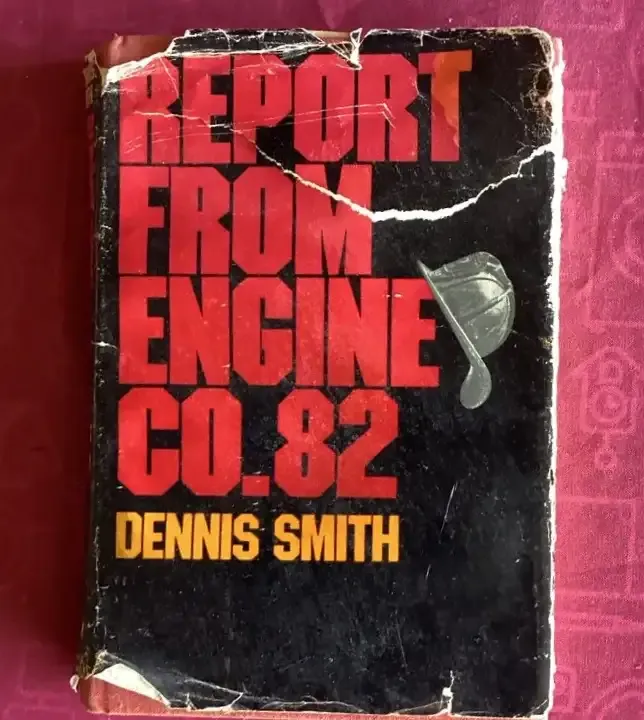 REPORT
FROM
ENGINE
CO. 82
DENNIS SMITH